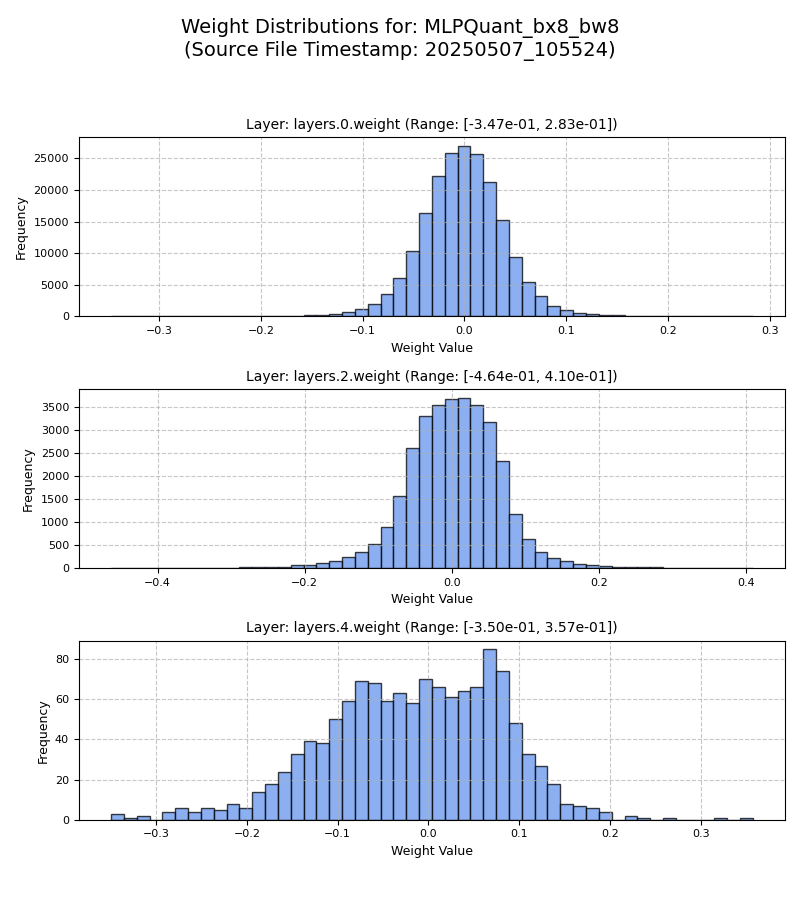 Weight Distributions for: MLPQuant_bx8_bw8
(Source File Timestamp: 20250507_105524)
Layer: layers.0.weight (Range: [-3.47e-01, 2.83e-01])
Frequency
25000
20000
15000
10000
5000
0
−0.3 −0.2 −0.1 0.0 0.1 0.2 0.3
Weight Value
Layer: layers.2.weight (Range: [-4.64e-01, 4.10e-01])
Frequency
3500
3000
2500
2000
1500
1000
500
0
−0.4 −0.2 0.0 0.2 0.4
Weight Value
Layer: layers.4.weight (Range: [-3.50e-01, 3.57e-01])
Frequency
80
60
40
20
0
−0.3 −0.2 −0.1 0.0 0.1 0.2 0.3
Weight Value